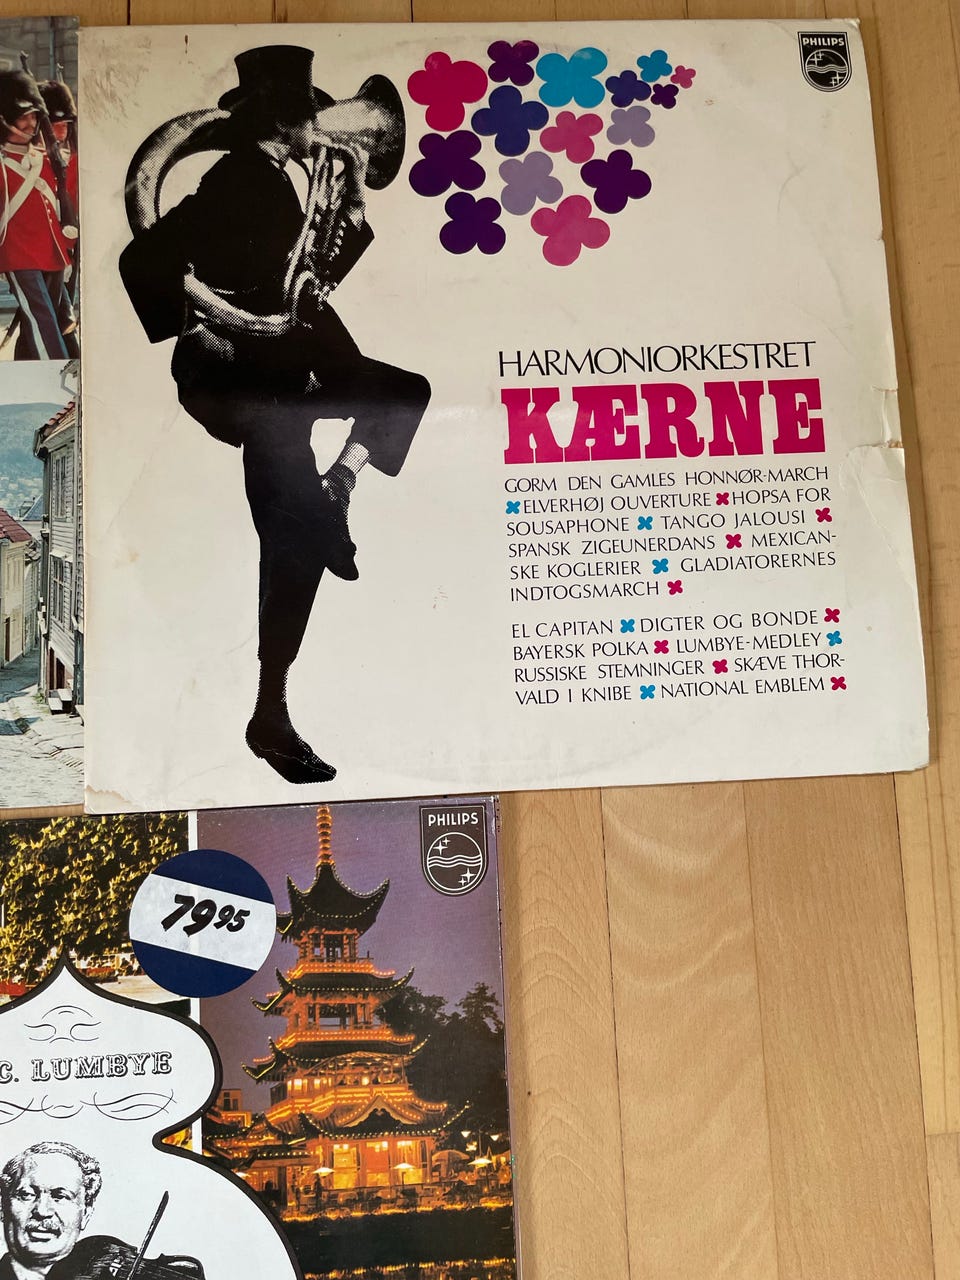 PHILIPS
HARMONIORKESTRET
KÆRNE
GORM DEN GAMLES HONNØR-MARCH
ELVERHØJ OUVERTURE HOPSA FOR
SOUSAPHONE TANGO JALOUSI
SPANSK ZIGEUNERDANS MEXICAN-
SKE KOGLERIER GLADIATORERNES
INDTOGSMARCH
EL CAPITAN DIGTER OG BONDE
BAYERSK POLKA LUMBYE-MEDLEY
RUSSISKE STEMNINGER SKÆVE THOR-
VALD I KNIBE NATIONAL EMBLEM
PHILIPS
79 95
C. LUMBYE